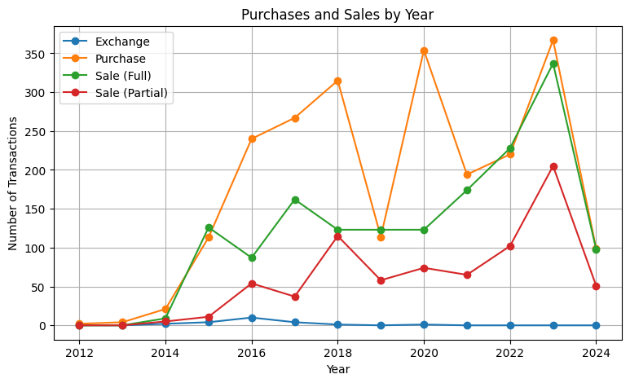 Purchases and Sales by Year
Exchange
Purchase
Sale (Full)
Sale (Partial)
Number of Transactions
350
300
250
200
150
100
50
0
2012 2014 2016 2018 2020 2022 2024
Year